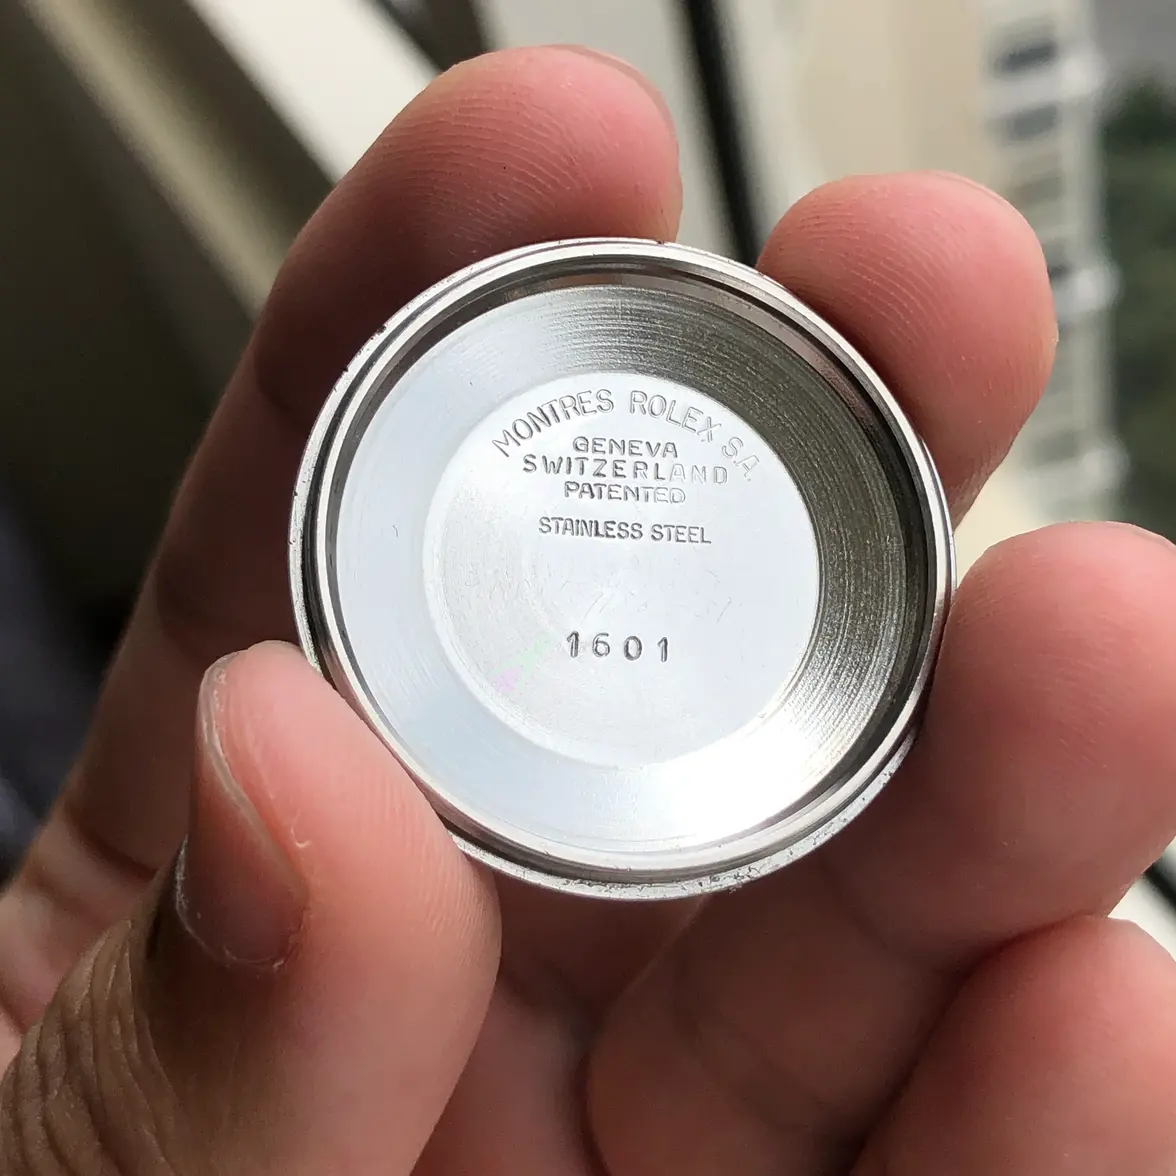 MONTRES ROLEX S.A.
GENEVA
SWITZERLAND
PATENTED
STAINLESS STEEL
1601